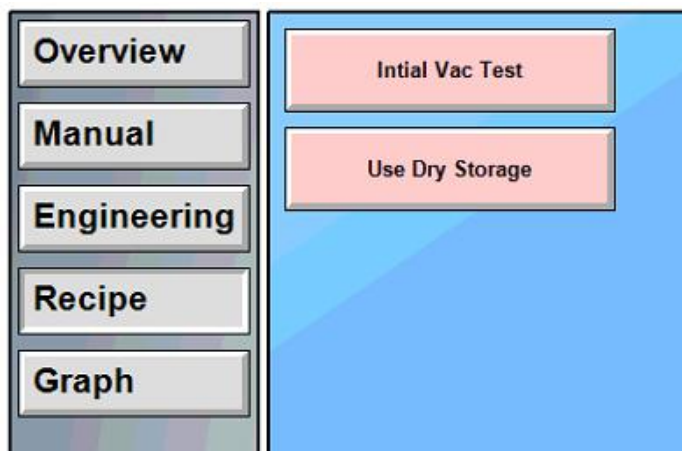 Overview
Manual
Engineering
Recipe
Graph
Intial Vac Test
Use Dry Storage